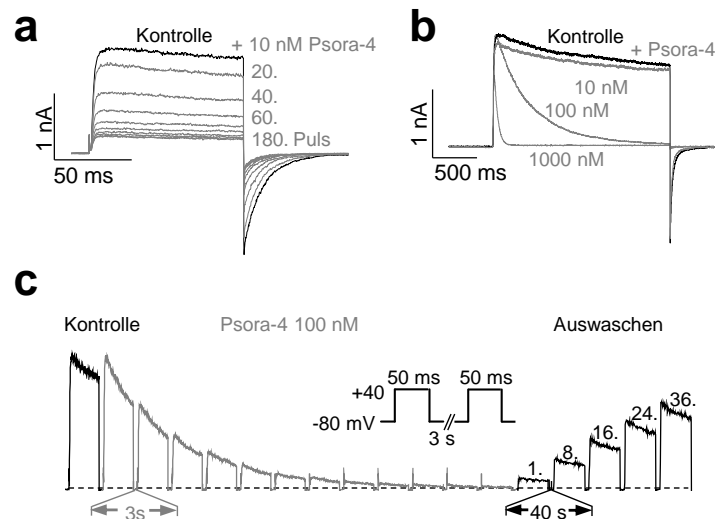 a
Kontrolle
+ 10 nM Psora-4
20.
40.
60.
180. Puls
1 nA
50 ms
b
Kontrolle
+ Psora-4
10 nM
100 nM
1000 nM
1 nA
500 ms
c
Kontrolle
Psora-4 100 nM
Auswaschen
50 ms
50 ms
+40
-80 mV
3 s
1.
8.
16.
24.
36.
3s
40 s